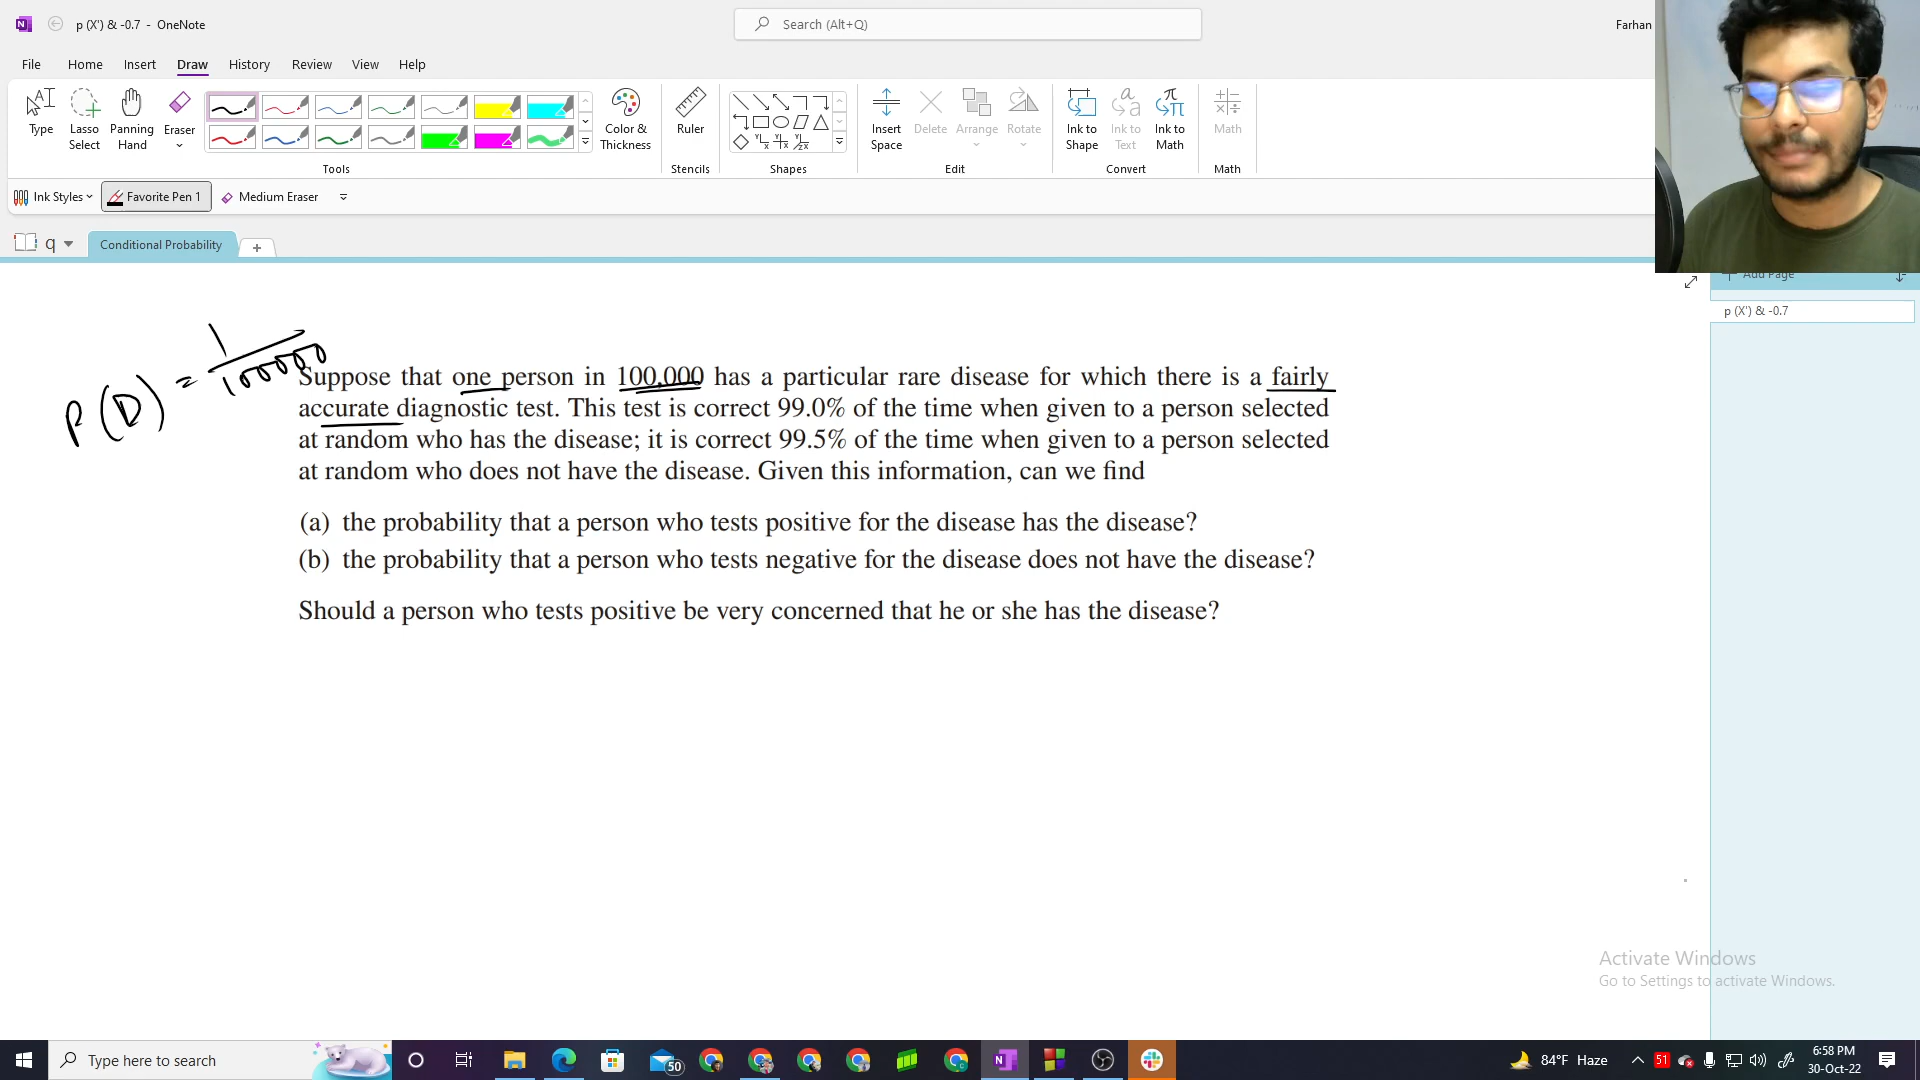 p (X') & -0.7 - OneNote
Search (Alt+Q)
Farhan
File Home Insert Draw History Review View Help
Type
Lasso Select
Panning Hand
Eraser
Color & Thickness
Ruler
Insert Space
Delete
Arrange
Rotate
Ink to Shape
Ink to Text
Ink to Math
Math
Tools Stencils Shapes Edit Convert Math
Ink Styles Favorite Pen 1 Medium Eraser
q Conditional Probability
Add Page
p (X') & -0.7
P(D) = 1/100000
Suppose that one person in 100,000 has a particular rare disease for which there is a fairly
accurate diagnostic test. This test is correct 99.0% of the time when given to a person selected
at random who has the disease; it is correct 99.5% of the time when given to a person selected
at random who does not have the disease. Given this information, can we find
(a) the probability that a person who tests positive for the disease has the disease?
(b) the probability that a person who tests negative for the disease does not have the disease?
Should a person who tests positive be very concerned that he or she has the disease?
Activate Windows
Go to Settings to activate Windows.
Type here to search
50
84°F Haze
51
6:58 PM
30-Oct-22